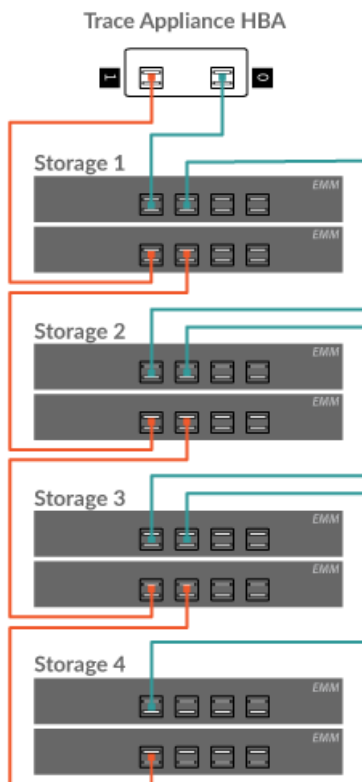 Trace Appliance HBA
1 0
Storage 1
EMM
EMM
Storage 2
EMM
EMM
Storage 3
EMM
EMM
Storage 4
EMM
EMM